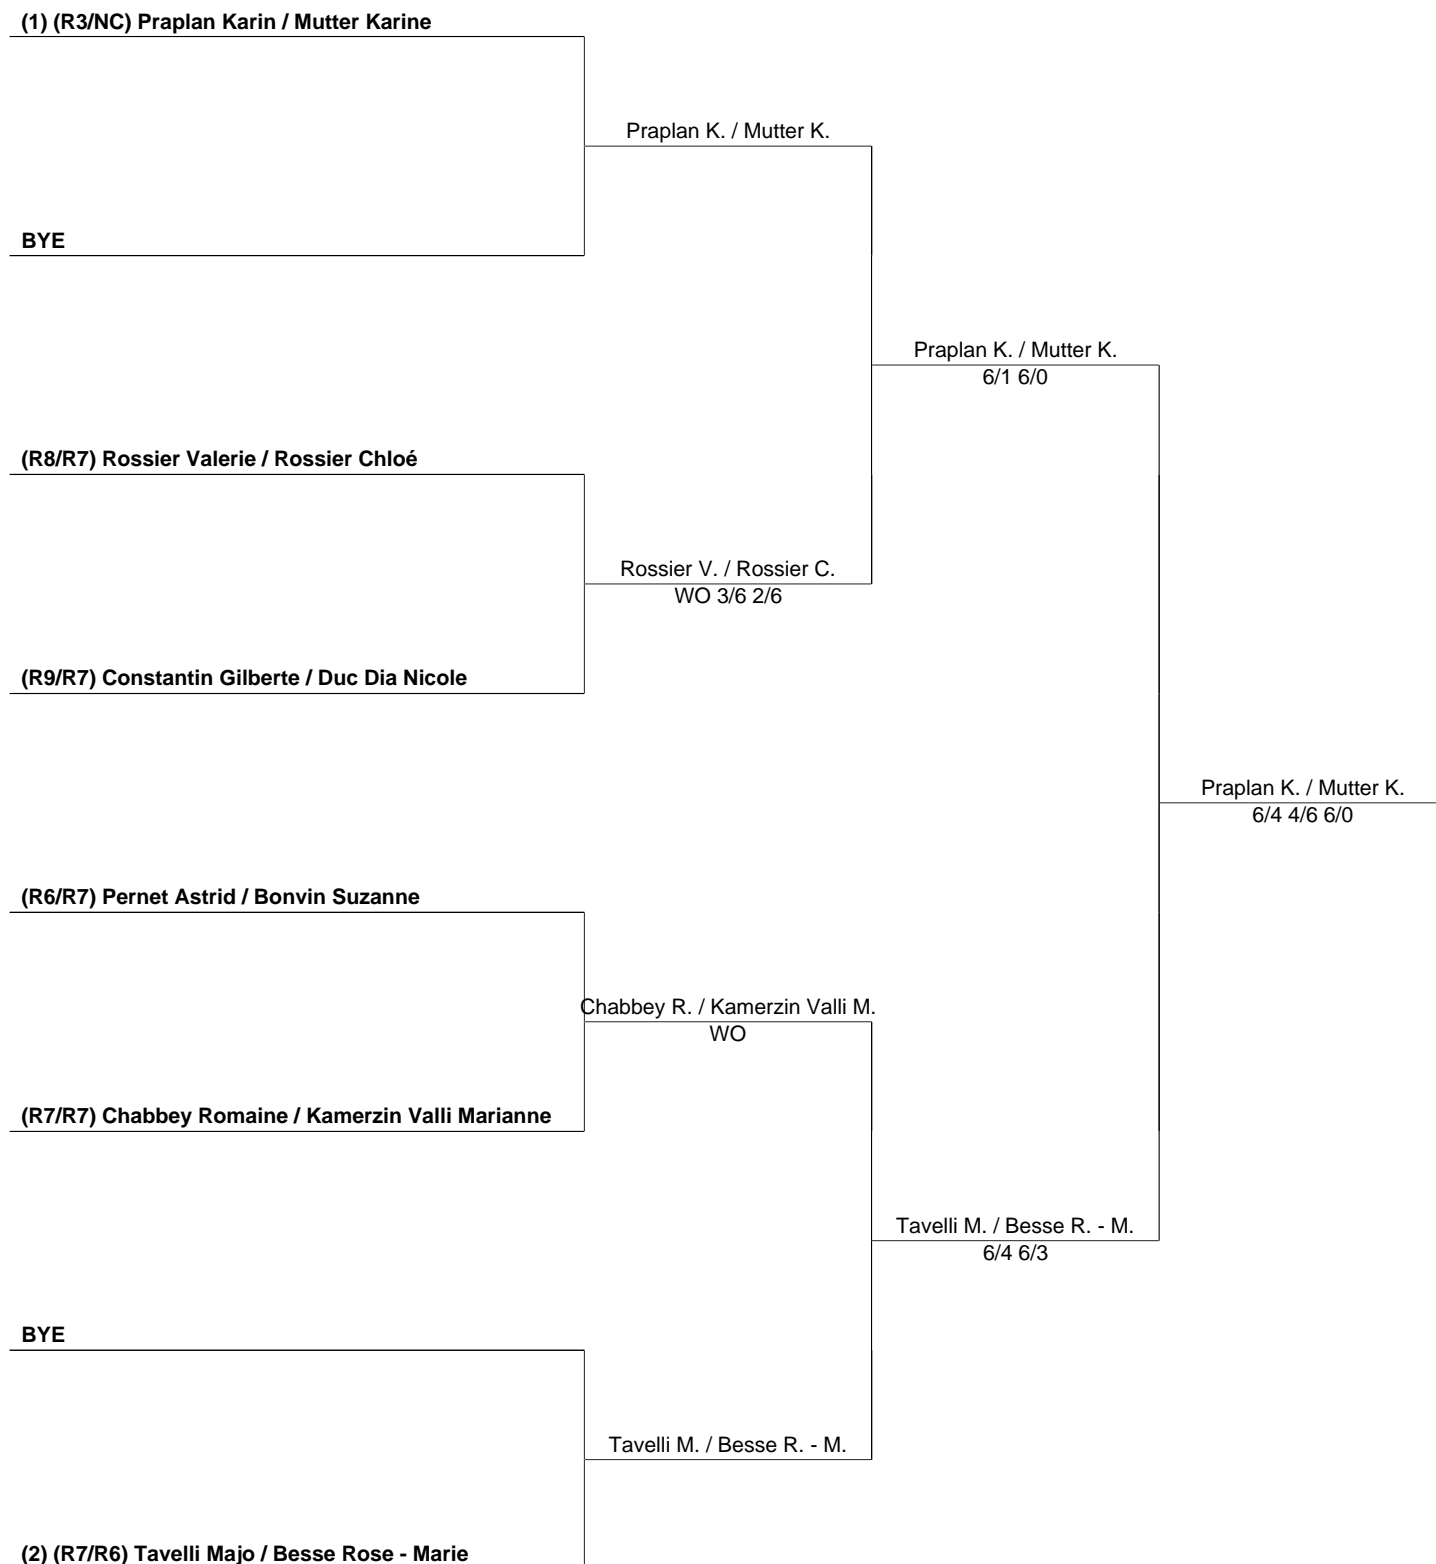 (1) (R3/NC) Praplan Karin / Mutter Karine
Praplan K. / Mutter K.
BYE
Praplan K. / Mutter K.
6/1 6/0
(R8/R7) Rossier Valerie / Rossier Chloé
Rossier V. / Rossier C.
WO 3/6 2/6
(R9/R7) Constantin Gilberte / Duc Dia Nicole
Praplan K. / Mutter K.
6/4 4/6 6/0
(R6/R7) Pernet Astrid / Bonvin Suzanne
Chabbey R. / Kamerzin Valli M.
WO
(R7/R7) Chabbey Romaine / Kamerzin Valli Marianne
Tavelli M. / Besse R. - M.
6/4 6/3
BYE
Tavelli M. / Besse R. - M.
(2) (R7/R6) Tavelli Majo / Besse Rose - Marie